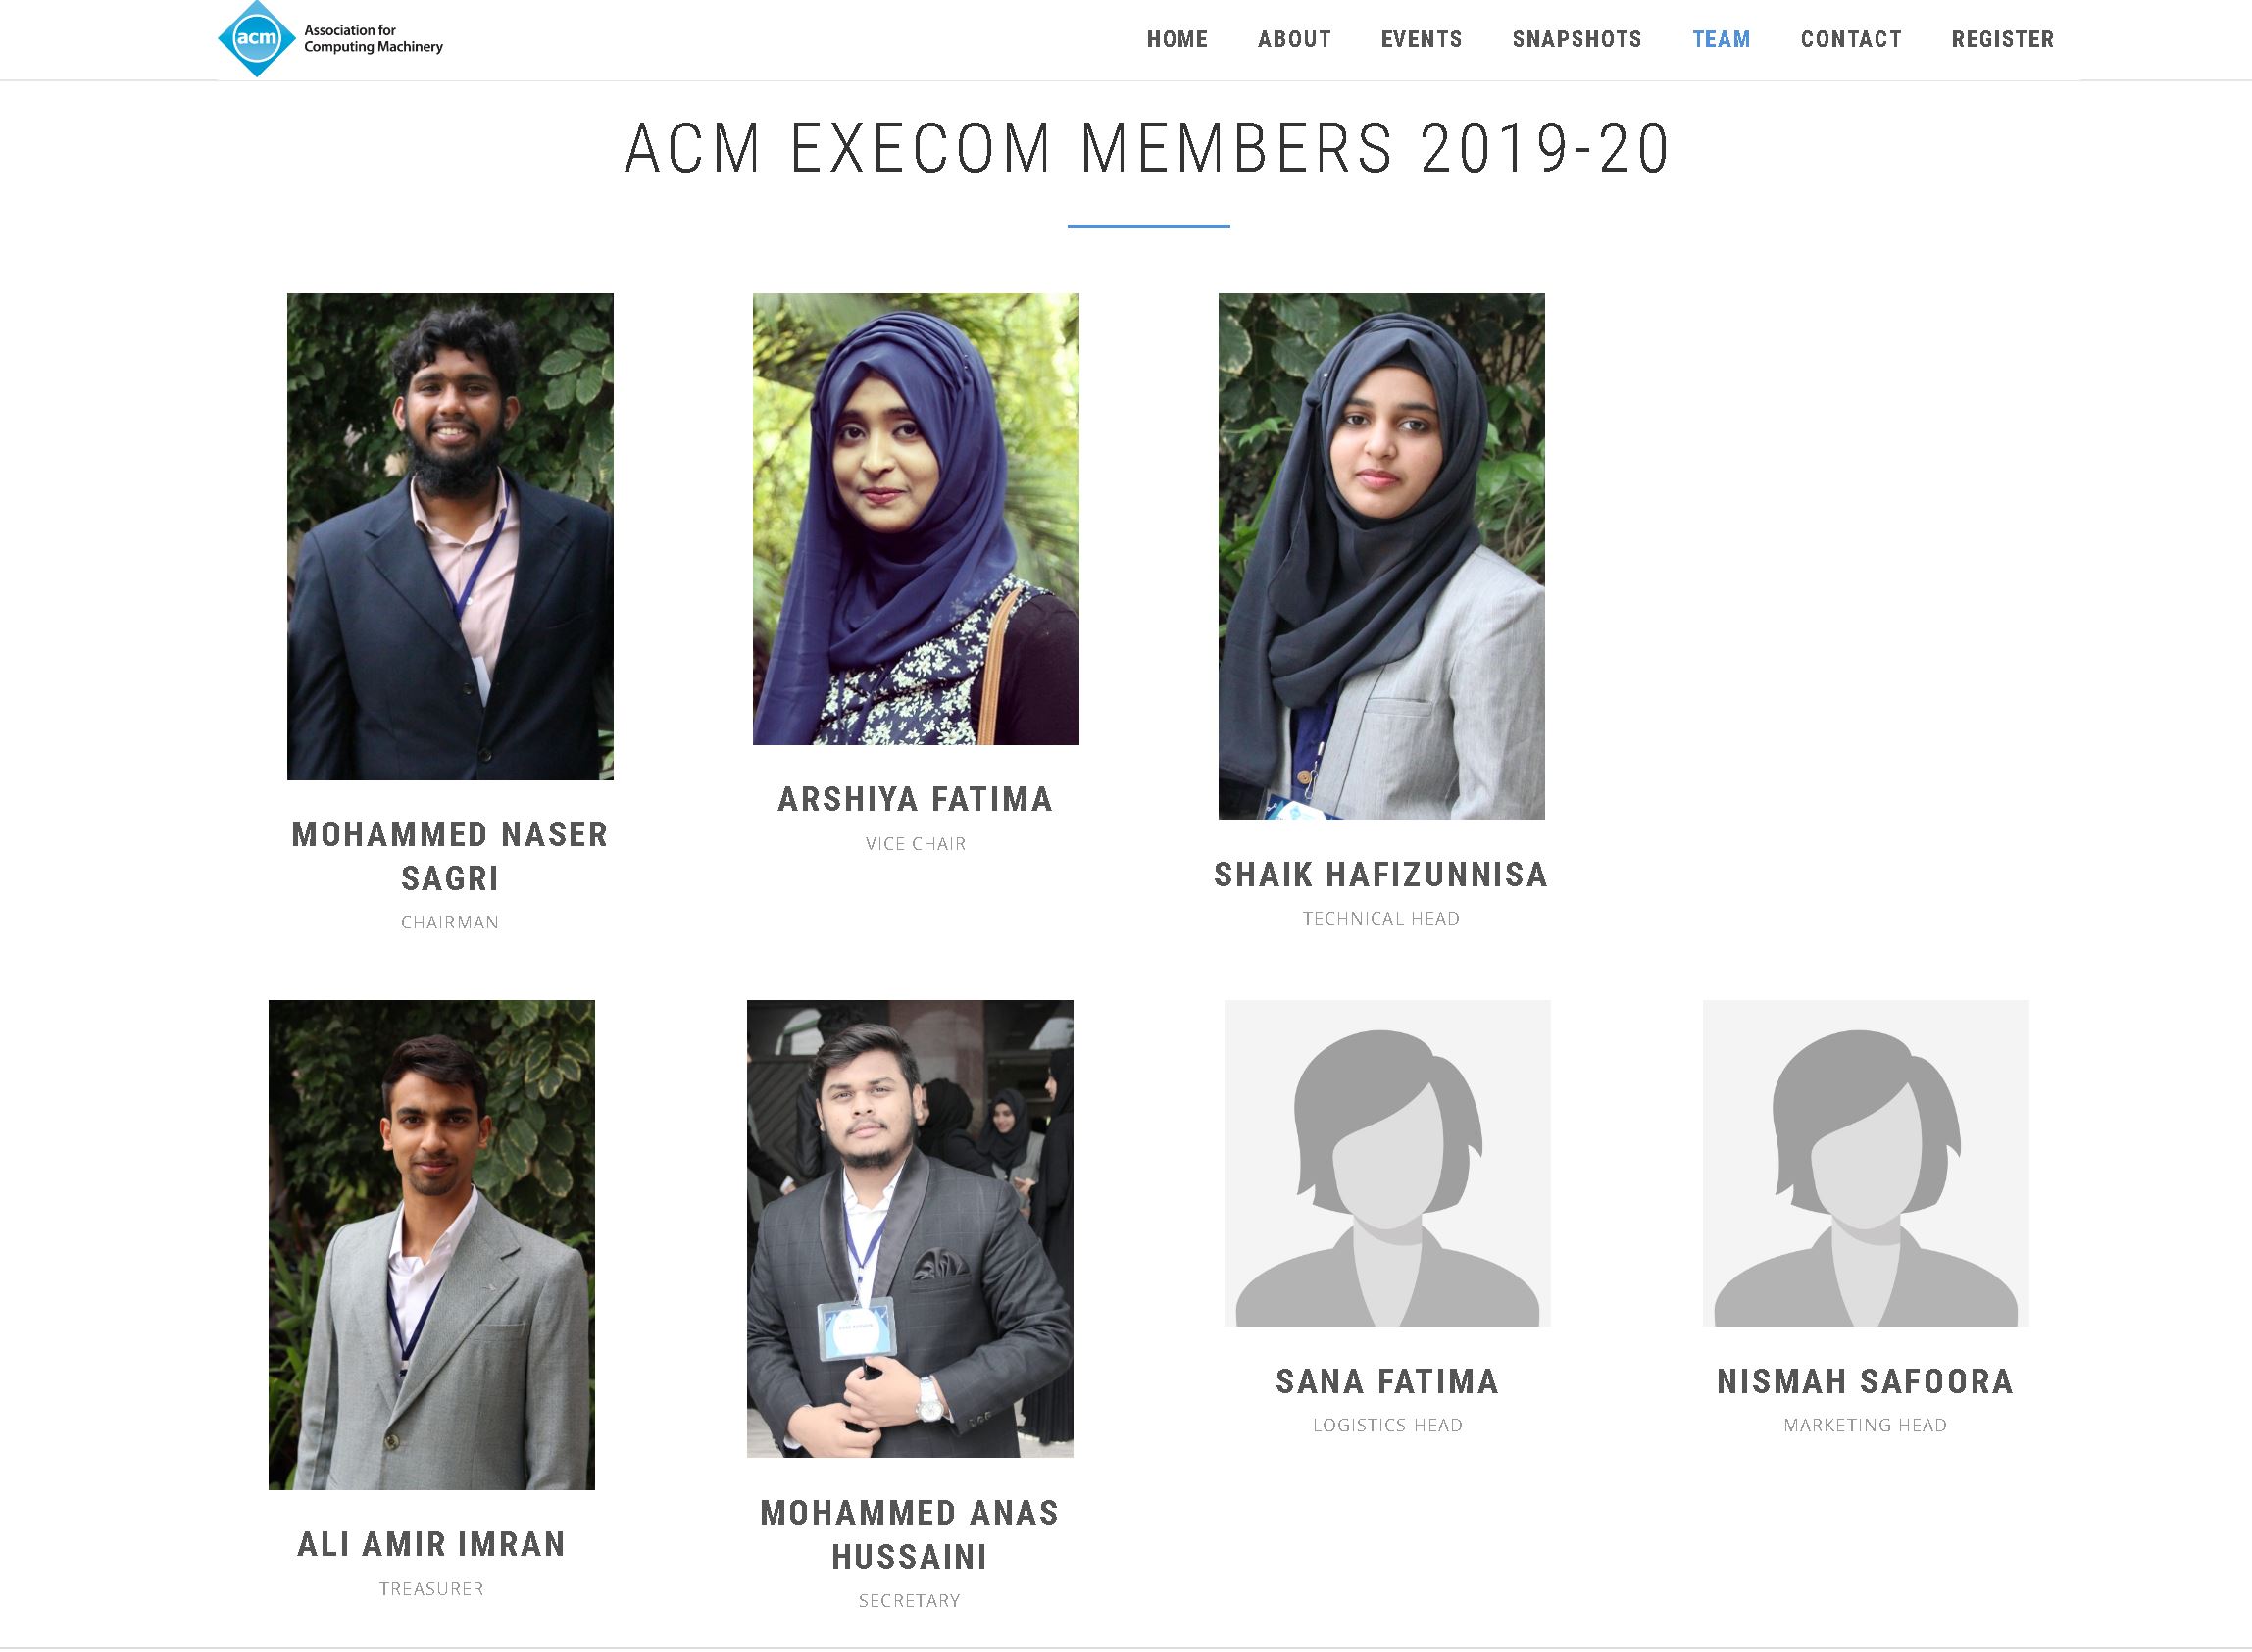 acm
Association for
Computing Machinery
HOME ABOUT EVENTS SNAPSHOTS TEAM CONTACT REGISTER
ACM EXECOM MEMBERS 2019-20
MOHAMMED NASER
SAGRI
CHAIRMAN
ARSHIYA FATIMA
VICE CHAIR
SHAIK HAFIZUNNISA
TECHNICAL HEAD
ALI AMIR IMRAN
TREASURER
MOHAMMED ANAS
HUSSAINI
SECRETARY
SANA FATIMA
LOGISTICS HEAD
NISMAH SAFOORA
MARKETING HEAD